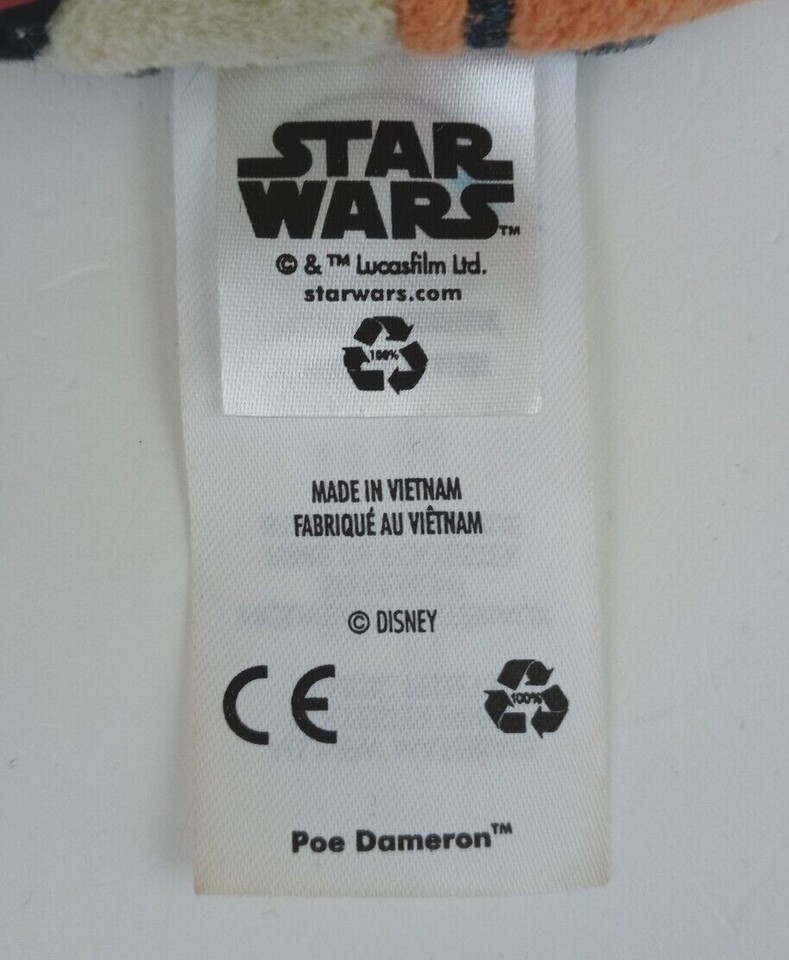 STAR
WARS™
© & ™ Lucasfilm Ltd.
starwars.com
100%
MADE IN VIETNAM
FABRIQUÉ AU VIÊTNAM
© DISNEY
CE
100%
Poe Dameron™